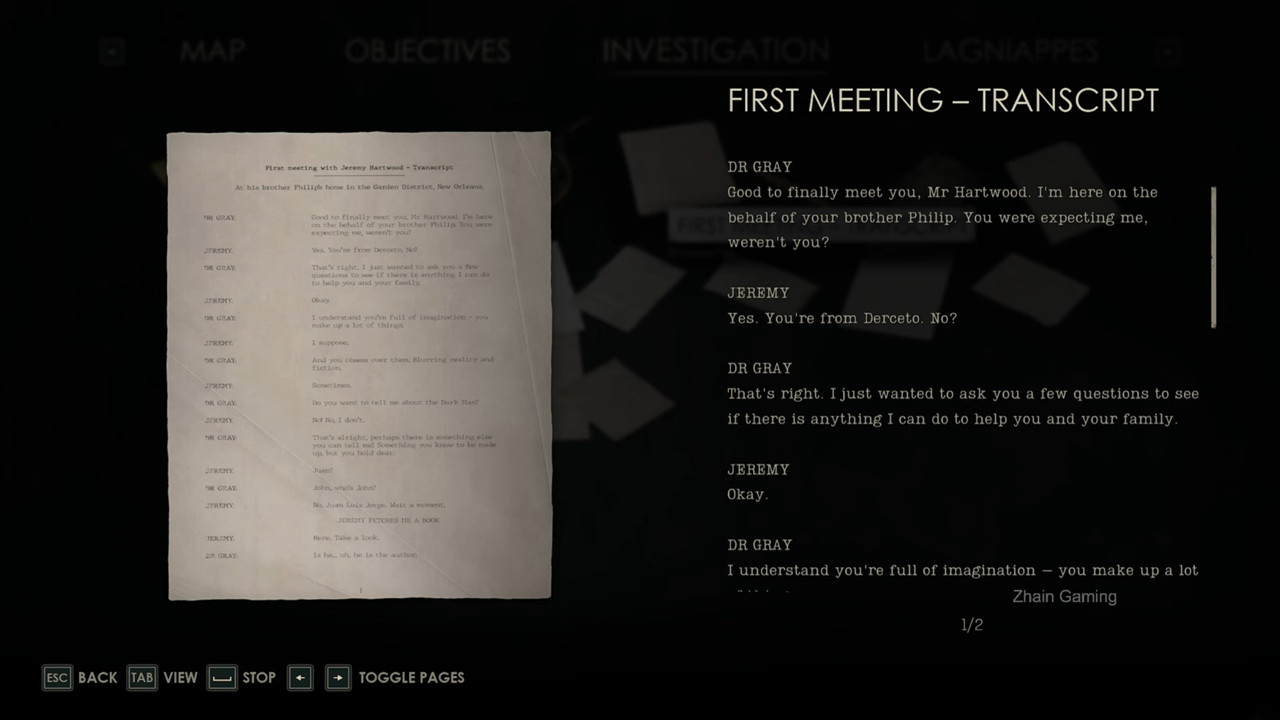 MAP
OBJECTIVES
INVESTIGATION
LAGNIAPPES
First meeting with Jeremy Hartwood - Transcript
At his brother Philip's home in the Garden District, New Orleans,
DR GRAY: Good to finally meet you, Mr Hartwood. I'm here
on the behalf of your brother Philip. You were
expecting me, weren't you?
JEREMY: Yes. You're from Derceto. No?
DR GRAY: That's right. I just wanted to ask you a few
questions to see if there is anything I can do
to help you and your family.
JEREMY: Okay.
DR GRAY: I understand you're full of imagination - you
make up a lot of things.
JEREMY: I suppose.
DR GRAY: And you obsess over them. Blurring reality and
fiction.
JEREMY: Sometimes.
DR GRAY: Do you want to tell me about the Dark Man?
JEREMY: No! No, I don't.
DR GRAY: That's alright, perhaps there is something else
you can tell me? Something you know to be made
up, but you hold dear.
JEREMY: Juan?
DR GRAY: John, who's John?
JEREMY: No, Juan Luis Jorge. Wait a moment.
JEREMY FETCHES ME A BOOK
JEREMY: Here. Take a look.
DR GRAY: Is he... oh, he is the author.
1
FIRST MEETING – TRANSCRIPT
DR GRAY
Good to finally meet you, Mr Hartwood. I'm here on the
behalf of your brother Philip. You were expecting me,
weren't you?
JEREMY
Yes. You're from Derceto. No?
DR GRAY
That's right. I just wanted to ask you a few questions to see
if there is anything I can do to help you and your family.
JEREMY
Okay.
DR GRAY
I understand you're full of imagination — you make up a lot
Zhain Gaming
1/2
ESC BACK TAB VIEW STOP TOGGLE PAGES